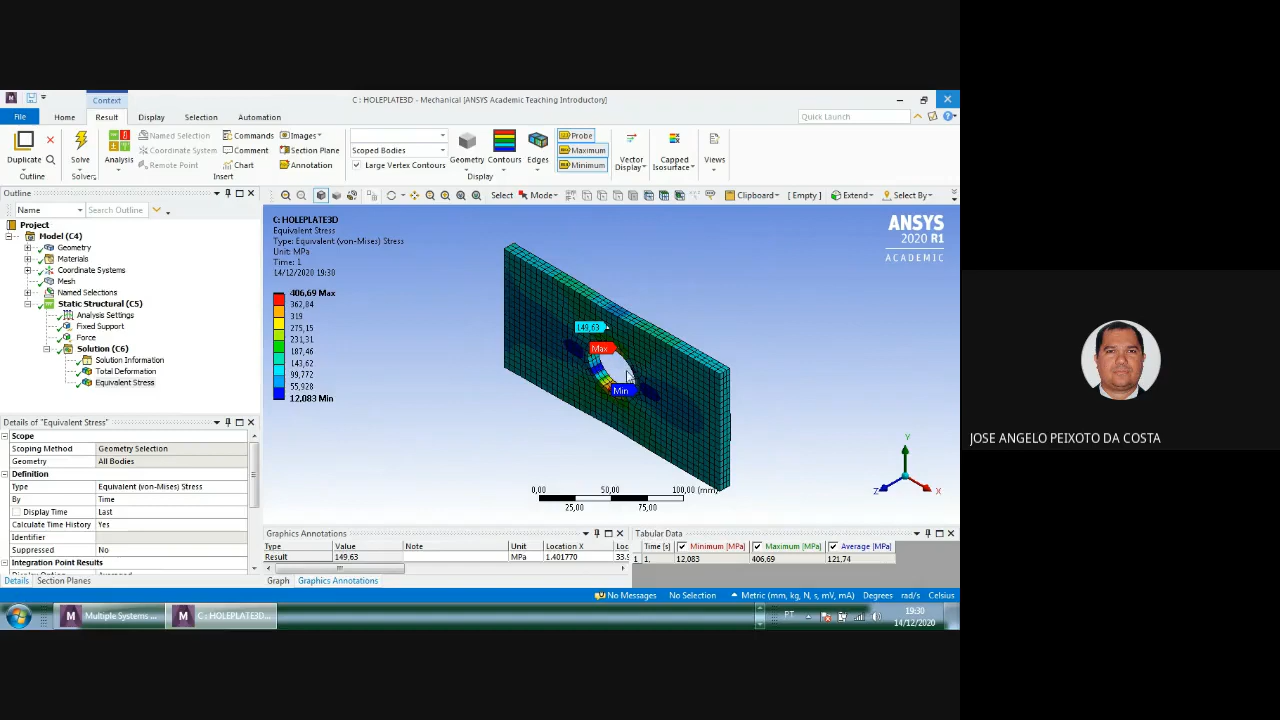 Context
C : HOLEPLATE3D - Mechanical [ANSYS Academic Teaching Introductory]
File Home Result Display Selection Automation Quick Launch
Duplicate
Outline
Solve
Solvers
Analysis
Named Selection
Coordinate System
Remote Point
Commands
Comment
Chart
Images
Section Plane
Annotation
Insert
Scoped Bodies
Large Vertex Contours
Geometry Contours Edges
Display
Probe
Maximum
Minimum
Vector Display
Capped Isosurface
Views
Outline
Name Search Outline
Select Mode Clipboard [ Empty ] Extend Select By
Project
Model (C4)
Geometry
Materials
Coordinate Systems
Mesh
Named Selections
Static Structural (C5)
Analysis Settings
Fixed Support
Force
Solution (C6)
Solution Information
Total Deformation
Equivalent Stress
C: HOLEPLATE3D
Equivalent Stress
Type: Equivalent (von-Mises) Stress
Unit: MPa
Time: 1
14/12/2020 19:30
406,69 Max
362,84
319
275,15
231,31
187,46
143,62
99,772
55,928
12,083 Min
ANSYS
2020 R1
ACADEMIC
149,63
Max
Min
0,00 50,00 100,00 (mm)
25,00 75,00
Y
Z X
Details of "Equivalent Stress"
Scope
Scoping Method Geometry Selection
Geometry All Bodies
Definition
Type Equivalent (von-Mises) Stress
By Time
Display Time Last
Calculate Time History Yes
Identifier
Suppressed No
Integration Point Results
Details Section Planes
Graphics Annotations
Type Value Note Unit Location X
Result 149,63 MPa 1.401770
Graph Graphics Annotations
Tabular Data
Time [s] Minimum [MPa] Maximum [MPa] Average [MPa]
1 1. 12,083 406,69 121,74
No Messages No Selection Metric (mm, kg, N, s, mV, mA) Degrees rad/s Celsius
Multiple Systems ... C : HOLEPLATE3D... PT 19:30
14/12/2020
JOSE ANGELO PEIXOTO DA COSTA